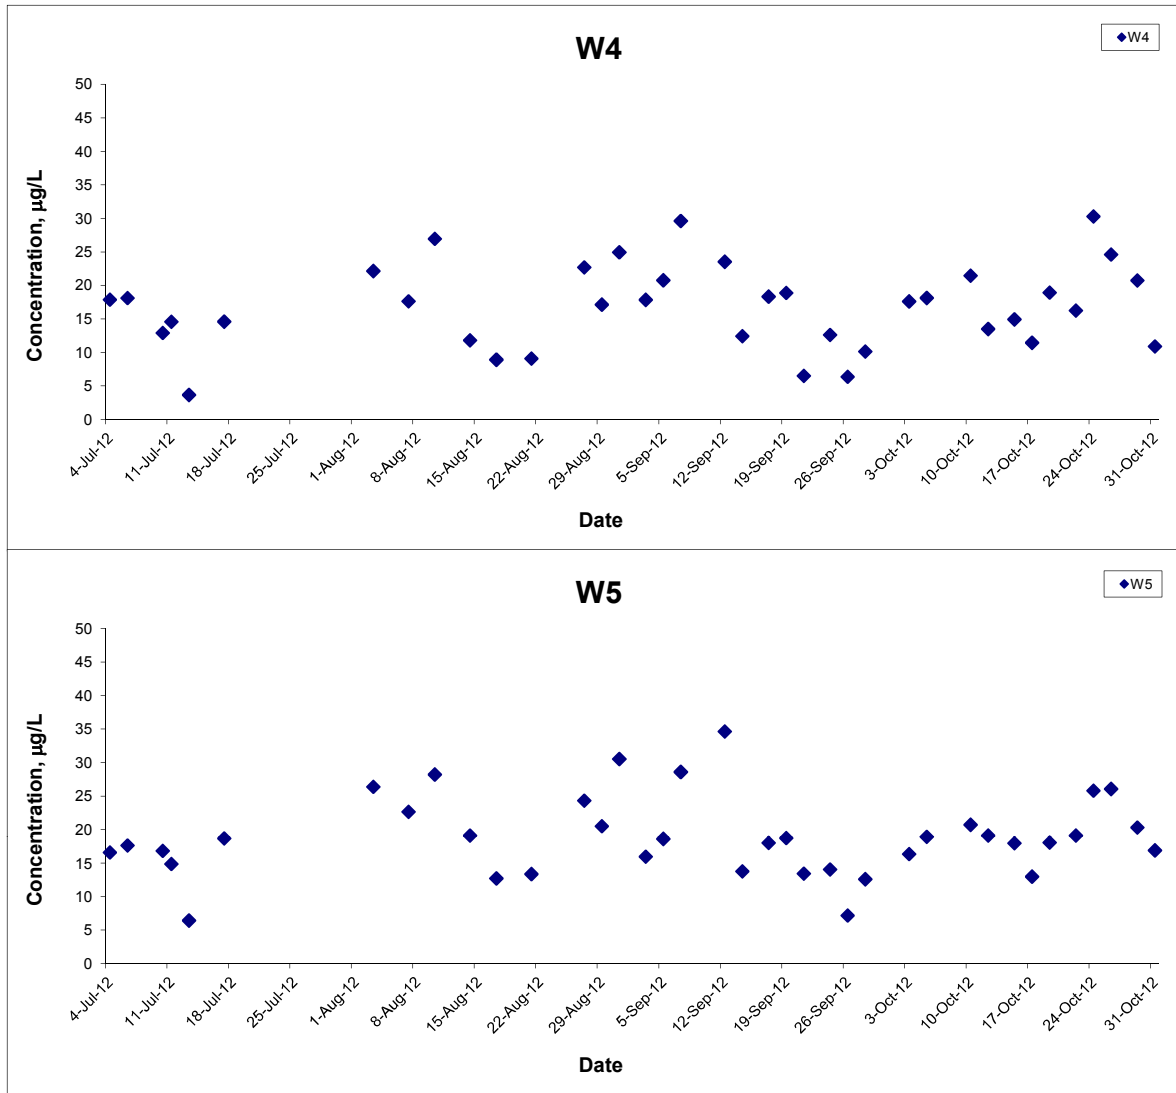 W4
W4
50
45
40
35
30
25
20
15
10
5
0
Concentration, µg/L
4-Jul-12
11-Jul-12
18-Jul-12
25-Jul-12
1-Aug-12
8-Aug-12
15-Aug-12
22-Aug-12
29-Aug-12
5-Sep-12
12-Sep-12
19-Sep-12
26-Sep-12
3-Oct-12
10-Oct-12
17-Oct-12
24-Oct-12
31-Oct-12
Date
W5
W5
50
45
40
35
30
25
20
15
10
5
0
Concentration, µg/L
4-Jul-12
11-Jul-12
18-Jul-12
25-Jul-12
1-Aug-12
8-Aug-12
15-Aug-12
22-Aug-12
29-Aug-12
5-Sep-12
12-Sep-12
19-Sep-12
26-Sep-12
3-Oct-12
10-Oct-12
17-Oct-12
24-Oct-12
31-Oct-12
Date